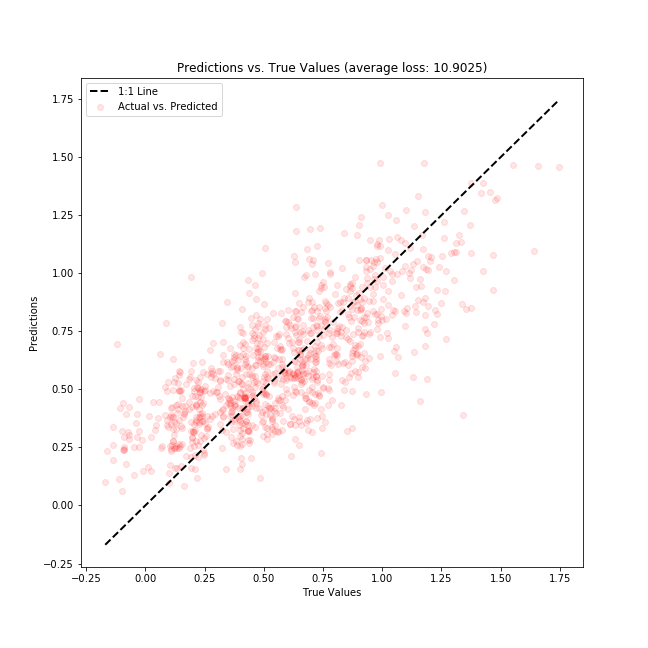 Predictions vs. True Values (average loss: 10.9025)
1:1 Line
Actual vs. Predicted
1.75
1.50
1.25
1.00
0.75
0.50
0.25
0.00
−0.25
Predictions
−0.25 0.00 0.25 0.50 0.75 1.00 1.25 1.50 1.75
True Values